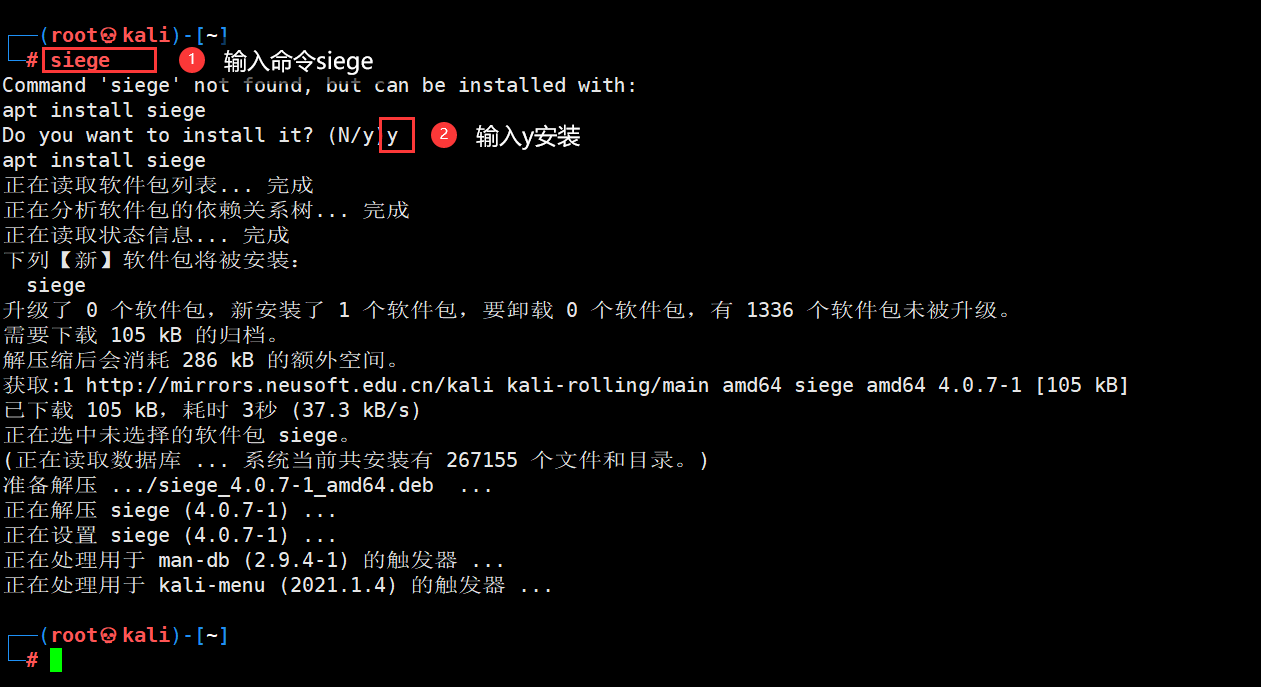 ┌──(root💀kali)-[~]
└─# siege ① 输入命令siege
Command 'siege' not found, but can be installed with:
apt install siege
Do you want to install it? (N/y)y ② 输入y安装
apt install siege
正在读取软件包列表... 完成
正在分析软件包的依赖关系树... 完成
正在读取状态信息... 完成
下列【新】软件包将被安装：
  siege
升级了 0 个软件包，新安装了 1 个软件包，要卸载 0 个软件包，有 1336 个软件包未被升级。
需要下载 105 kB 的归档。
解压缩后会消耗 286 kB 的额外空间。
获取:1 http://mirrors.neusoft.edu.cn/kali kali-rolling/main amd64 siege amd64 4.0.7-1 [105 kB]
已下载 105 kB，耗时 3秒 (37.3 kB/s)
正在选中未选择的软件包 siege。
(正在读取数据库 ... 系统当前共安装有 267155 个文件和目录。)
准备解压 .../siege_4.0.7-1_amd64.deb  ...
正在解压 siege (4.0.7-1) ...
正在设置 siege (4.0.7-1) ...
正在处理用于 man-db (2.9.4-1) 的触发器 ...
正在处理用于 kali-menu (2021.1.4) 的触发器 ...
┌──(root💀kali)-[~]
└─#